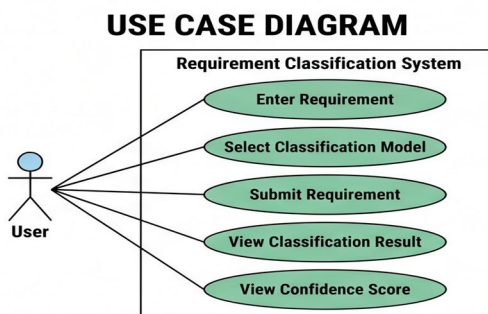 USE CASE DIAGRAM
Requirement Classification System
Enter Requirement
Select Classification Model
Submit Requirement
View Classification Result
View Confidence Score
User